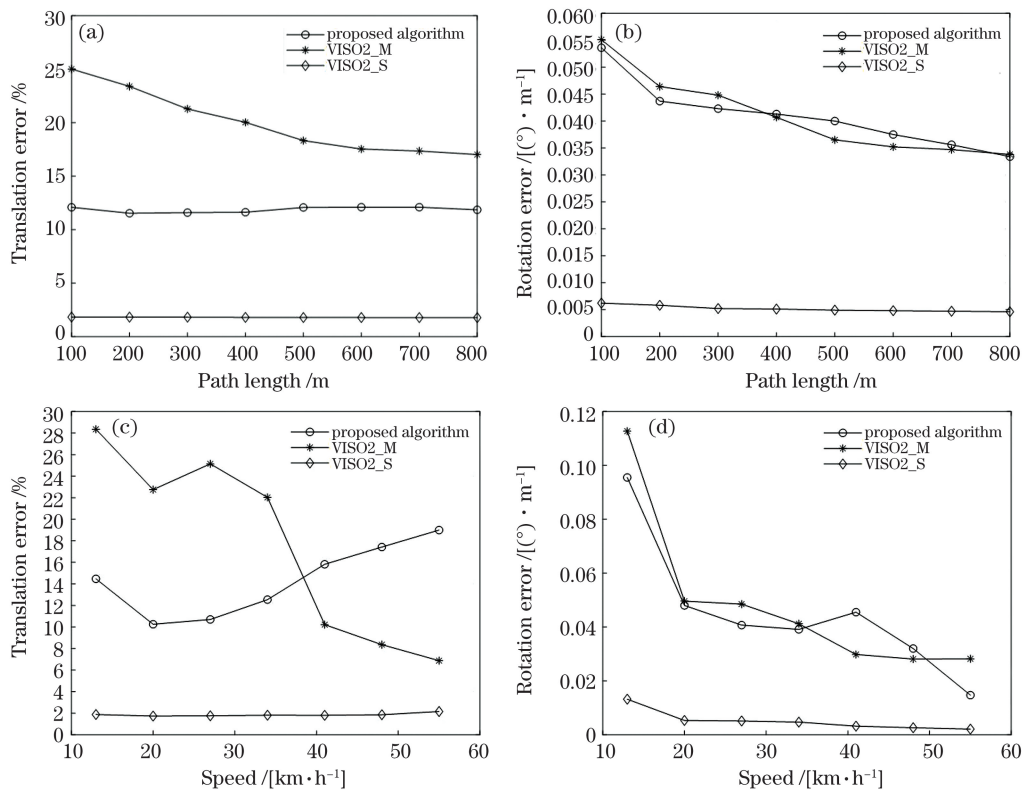 (a)
proposed algorithm
VISO2_M
VISO2_S
30
25
20
15
10
5
0
Translation error /%
100 200 300 400 500 600 700 800
Path length /m
(b)
proposed algorithm
VISO2_M
VISO2_S
0.060
0.055
0.050
0.045
0.040
0.035
0.030
0.025
0.020
0.015
0.010
0.005
0
Rotation error /[(°)·m⁻¹]
100 200 300 400 500 600 700 800
Path length /m
(c)
proposed algorithm
VISO2_M
VISO2_S
30
28
26
24
22
20
18
16
14
12
10
8
6
4
2
0
Translation error /%
10 20 30 40 50 60
Speed /[km·h⁻¹]
(d)
proposed algorithm
VISO2_M
VISO2_S
0.12
0.10
0.08
0.06
0.04
0.02
0
Rotation error /[(°)·m⁻¹]
10 20 30 40 50 60
Speed /[km·h⁻¹]